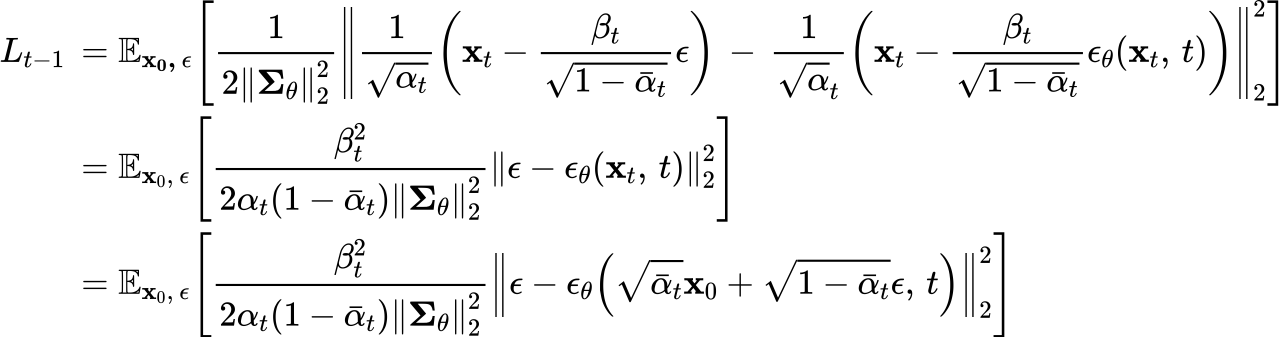 L_{t-1} = \mathbb{E}_{\mathbf{x_0,}\,\epsilon}\left[\frac{1}{2\|\mathbf{\Sigma}_\theta\|_2^2}\left\|\frac{1}{\sqrt{\alpha_t}}\left(\mathbf{x}_t - \frac{\beta_t}{\sqrt{1-\bar{\alpha}_t}}\epsilon\right) - \frac{1}{\sqrt{\alpha}_t}\left(\mathbf{x}_t - \frac{\beta_t}{\sqrt{1-\bar{\alpha}_t}}\epsilon_\theta(\mathbf{x}_t,\,t)\right)\right\|_2^2\right]
= \mathbb{E}_{\mathbf{x}_0,\,\epsilon}\left[\frac{\beta_t^2}{2\alpha_t(1-\bar{\alpha}_t)\|\mathbf{\Sigma}_\theta\|_2^2}\|\epsilon - \epsilon_\theta(\mathbf{x}_t,\,t)\|_2^2\right]
= \mathbb{E}_{\mathbf{x}_0,\,\epsilon}\left[\frac{\beta_t^2}{2\alpha_t(1-\bar{\alpha}_t)\|\mathbf{\Sigma}_\theta\|_2^2}\left\|\epsilon - \epsilon_\theta\left(\sqrt{\bar{\alpha}_t}\mathbf{x}_0 + \sqrt{1-\bar{\alpha}_t}\epsilon,\,t\right)\right\|_2^2\right]